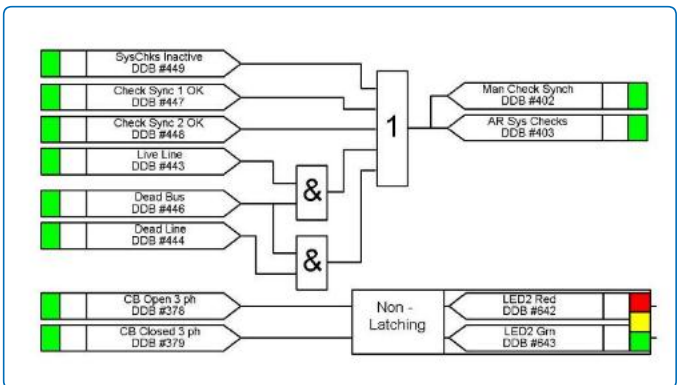 SysChks Inactive
DDB #449
Check Sync 1 OK
DDB #447
Check Sync 2 OK
DDB #448
Live Line
DDB #443
Dead Bus
DDB #446
Dead Line
DDB #444
&
&
1
Man Check Synch
DDB #402
AR Sys Checks
DDB #403
CB Open 3 ph
DDB #378
CB Closed 3 ph
DDB #379
Non -
Latching
LED2 Red
DDB #642
LED2 Grn
DDB #643